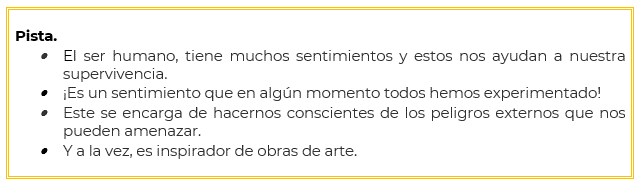 Pista.
• El ser humano, tiene muchos sentimientos y estos nos ayudan a nuestra
supervivencia.
• ¡Es un sentimiento que en algún momento todos hemos experimentado!
• Este se encarga de hacernos conscientes de los peligros externos que nos
pueden amenazar.
• Y a la vez, es inspirador de obras de arte.